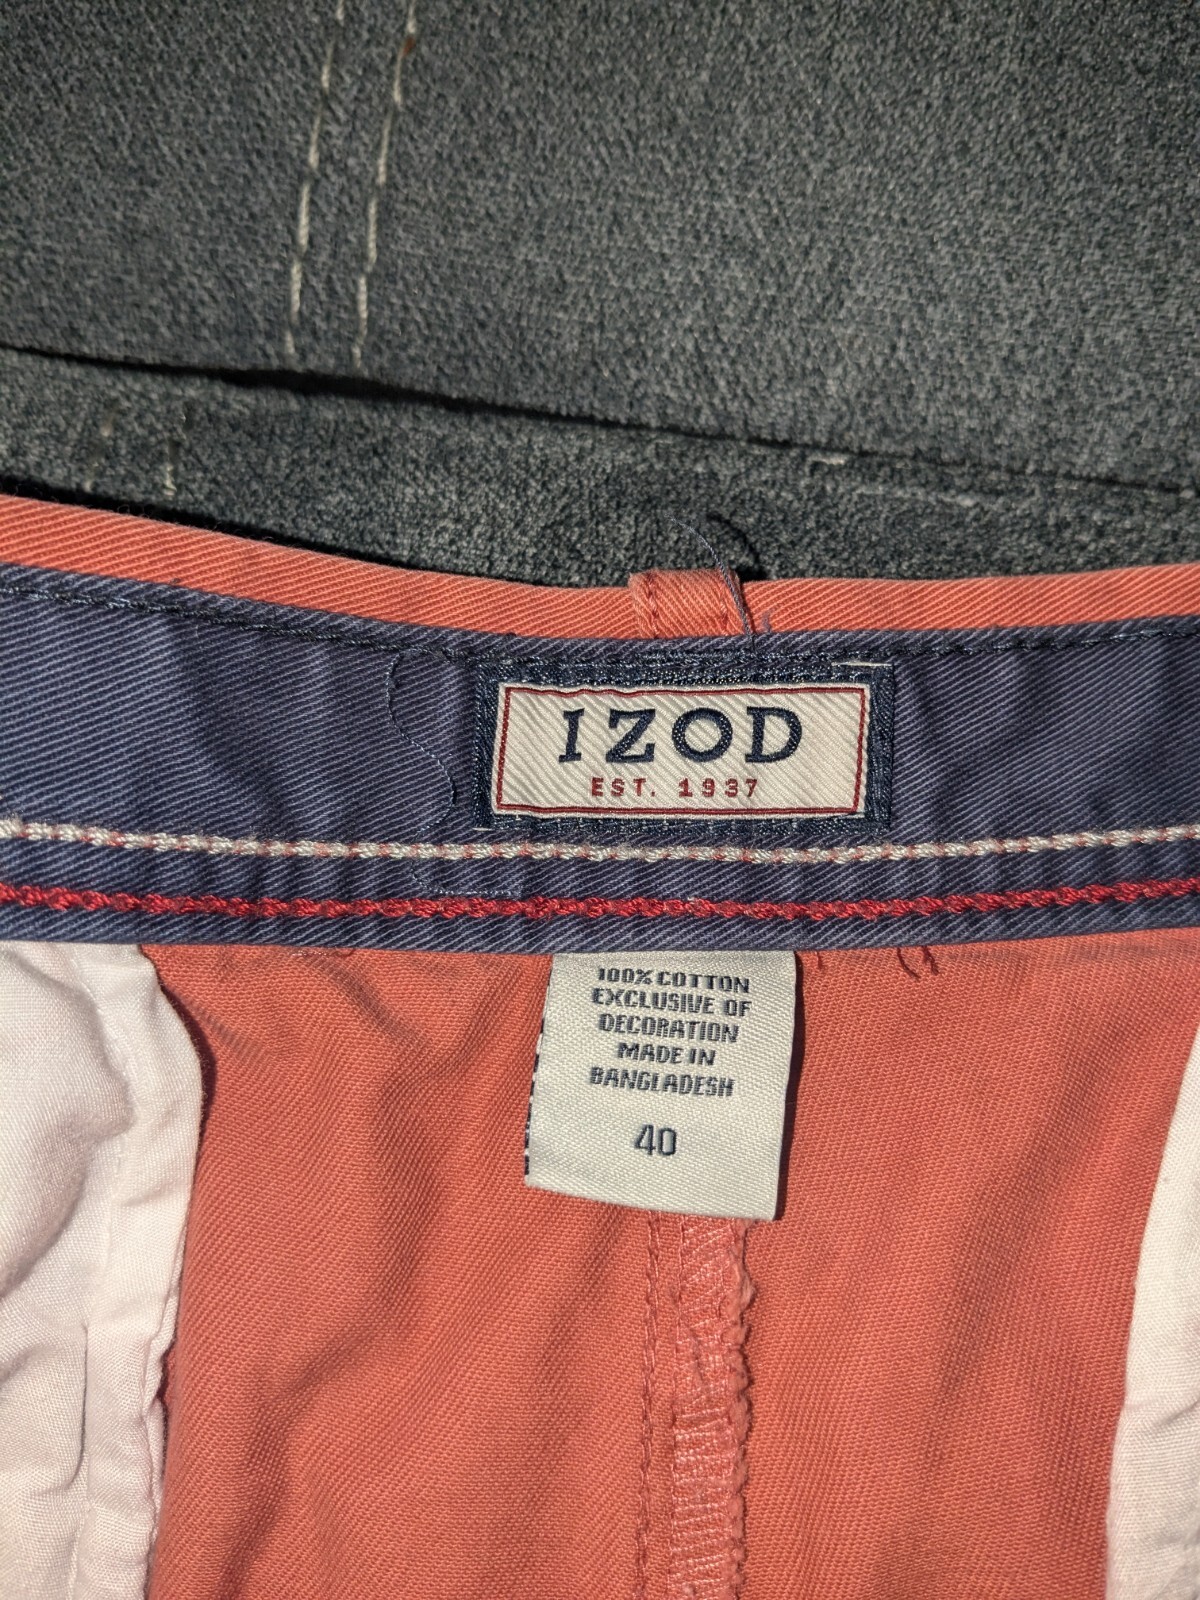 IZOD
EST. 1937
100% COTTON
EXCLUSIVE OF
DECORATION
MADE IN
BANGLADESH
40